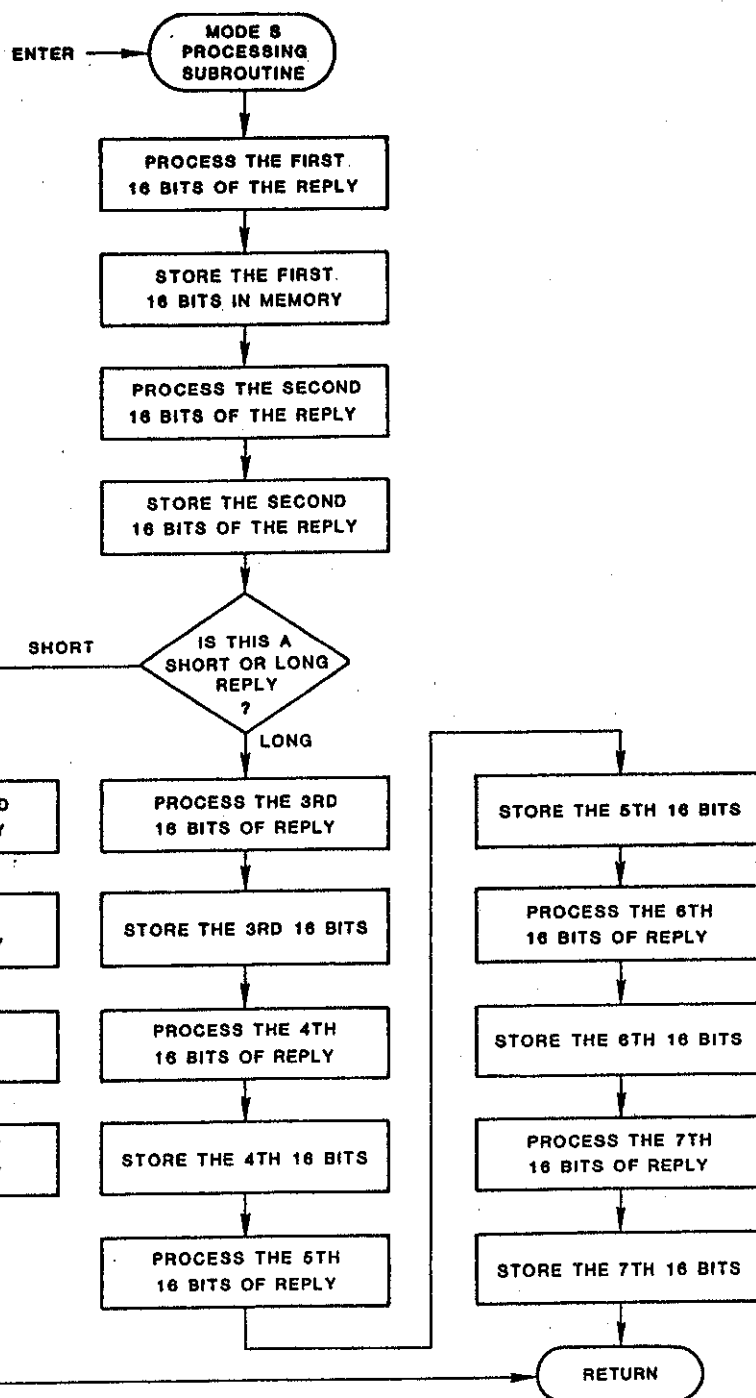 ENTER
MODE S
PROCESSING
SUBROUTINE
PROCESS THE FIRST
16 BITS OF THE REPLY
STORE THE FIRST
16 BITS IN MEMORY
PROCESS THE SECOND
16 BITS OF THE REPLY
STORE THE SECOND
16 BITS OF THE REPLY
IS THIS A
SHORT OR LONG
REPLY
?
SHORT
LONG
PROCESS THE 3RD
16 BITS OF REPLY
STORE THE 3RD 16 BITS
PROCESS THE 4TH
16 BITS OF REPLY
STORE THE 4TH 16 BITS
PROCESS THE 5TH
16 BITS OF REPLY
STORE THE 5TH 16 BITS
PROCESS THE 6TH
16 BITS OF REPLY
STORE THE 6TH 16 BITS
PROCESS THE 7TH
16 BITS OF REPLY
STORE THE 7TH 16 BITS
RETURN